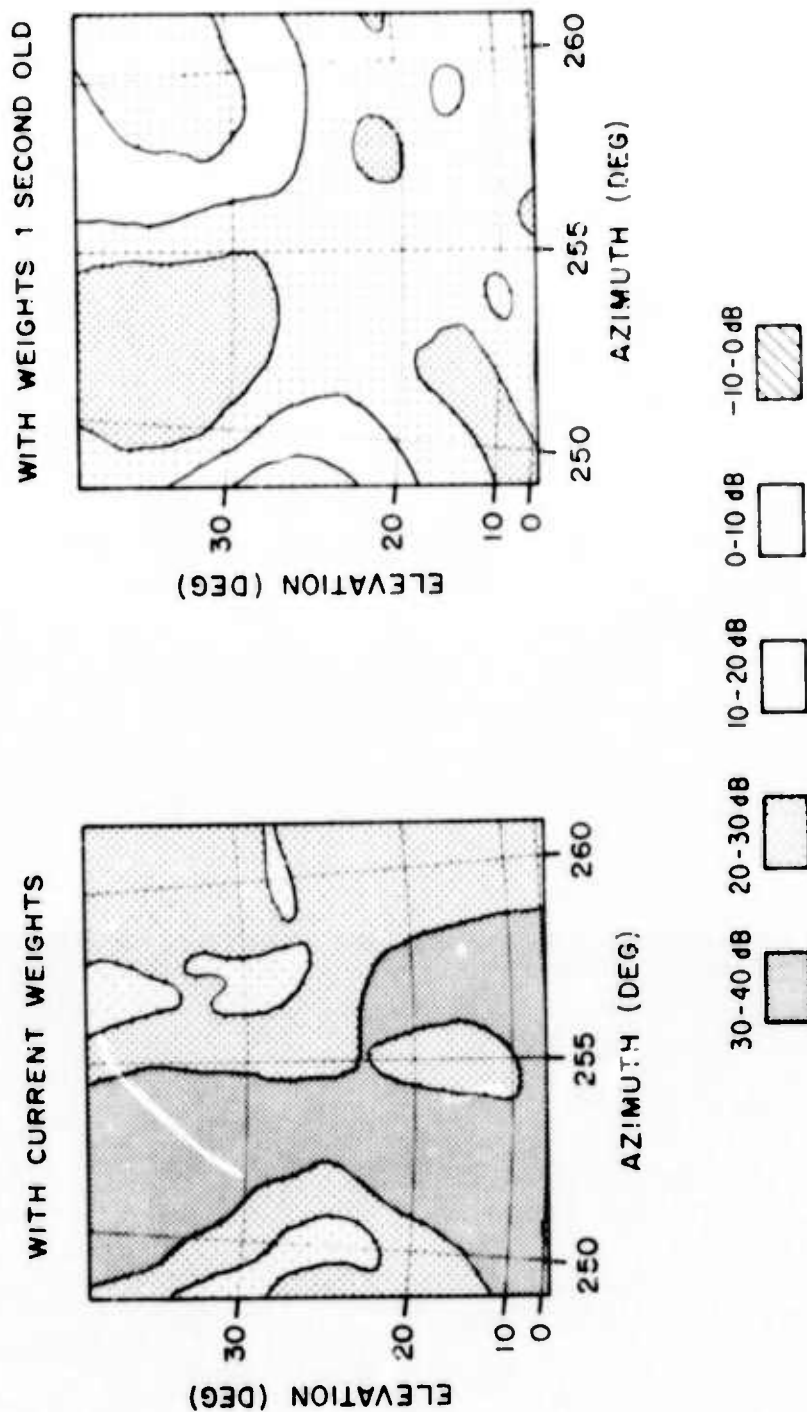 WITH CURRENT WEIGHTS
ELEVATION (DEG)
30
20
10
0
250
255
260
AZIMUTH (DEG)
WITH WEIGHTS 1 SECOND OLD
ELEVATION (DEG)
30
20
10
0
250
255
260
AZIMUTH (DEG)
30-40 dB
20-30 dB
10-20 dB
0-10 dB
-10-0 dB